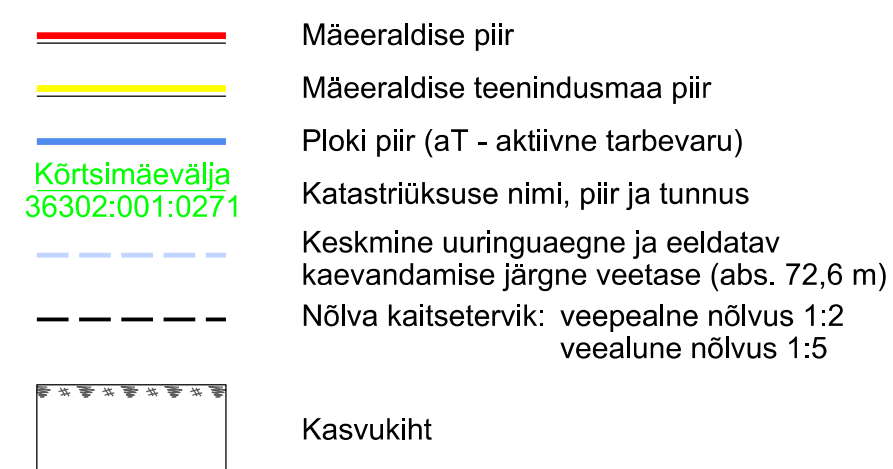 Mäeeraldise piir
Mäeeraldise teenindusmaa piir
Ploki piir (aT - aktiivne tarbevaru)
Kõrtsimäevälja
36302:001:0271
Katastriüksuse nimi, piir ja tunnus
Keskmine uuringuaegne ja eeldatav
kaevandamise järgne veetase (abs. 72,6 m)
Nõlva kaitsetervik: veepealne nõlvus 1:2
veealune nõlvus 1:5
Kasvukiht